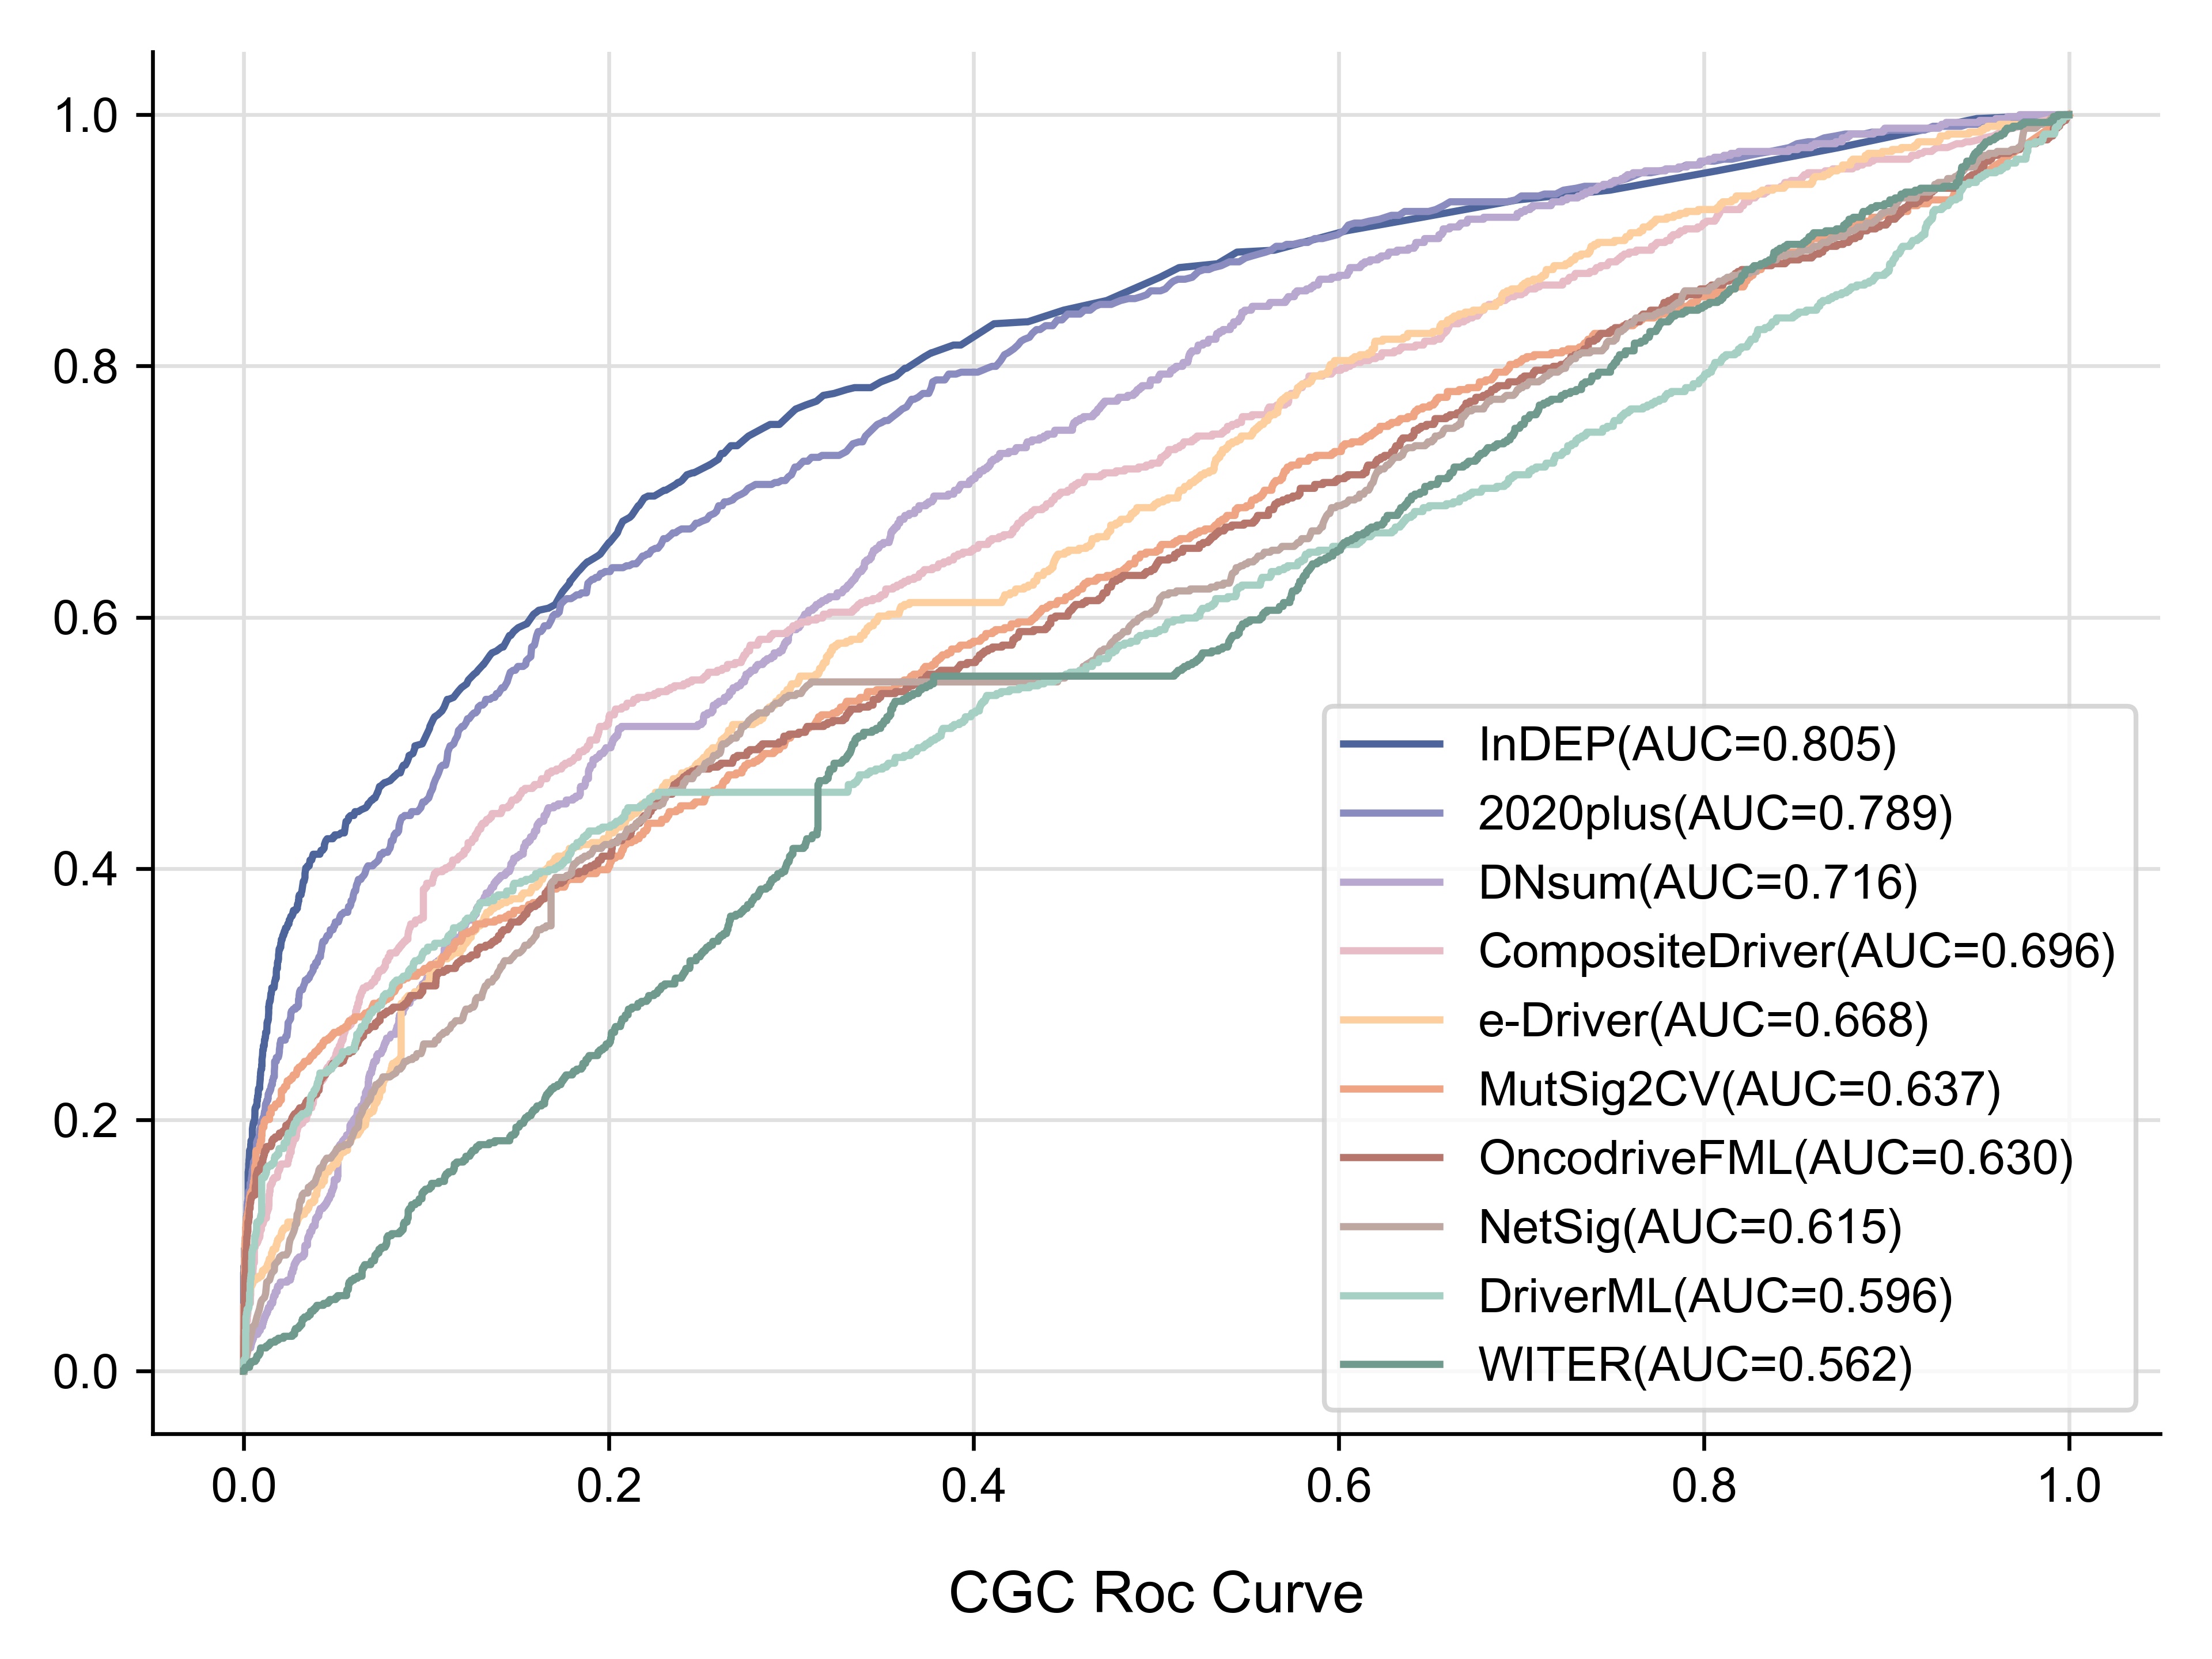 1.0
0.8
0.6
0.4
0.2
0.0
InDEP(AUC=0.805)
2020plus(AUC=0.789)
DNsum(AUC=0.716)
CompositeDriver(AUC=0.696)
e-Driver(AUC=0.668)
MutSig2CV(AUC=0.637)
OncodriveFML(AUC=0.630)
NetSig(AUC=0.615)
DriverML(AUC=0.596)
WITER(AUC=0.562)
0.0 0.2 0.4 0.6 0.8 1.0
CGC Roc Curve